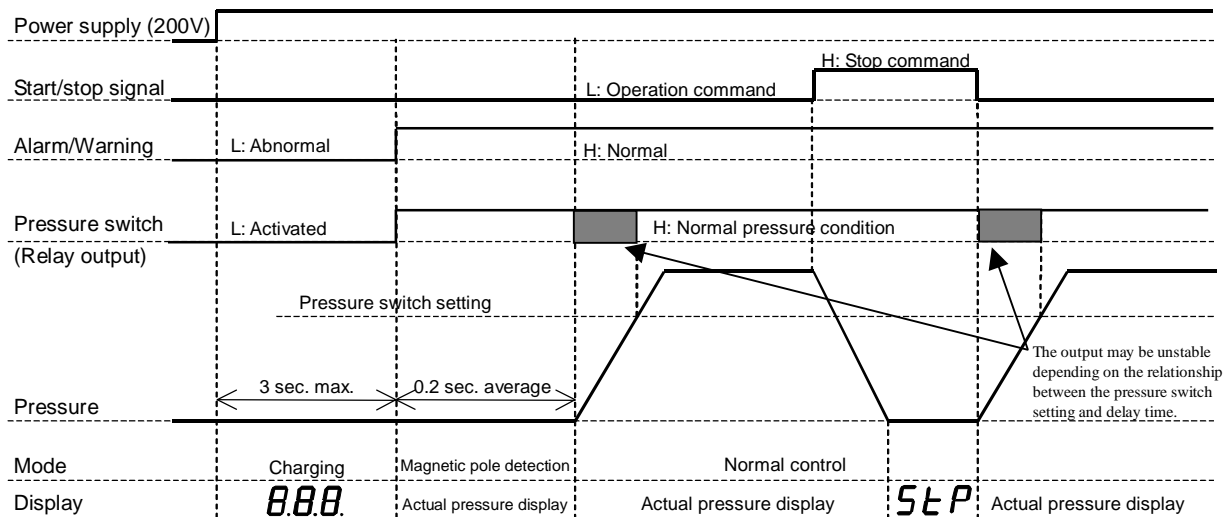 Power supply (200V)
H: Stop command
Start/stop signal
L: Operation command
Alarm/Warning
L: Abnormal
H: Normal
Pressure switch
(Relay output)
L: Activated
H: Normal pressure condition
Pressure switch setting
The output may be unstable
depending on the relationship
between the pressure switch
setting and delay time.
3 sec. max.
0.2 sec. average
Pressure
Mode
Charging
Magnetic pole detection
Normal control
Display
8.8.8.
Actual pressure display
Actual pressure display
StP
Actual pressure display